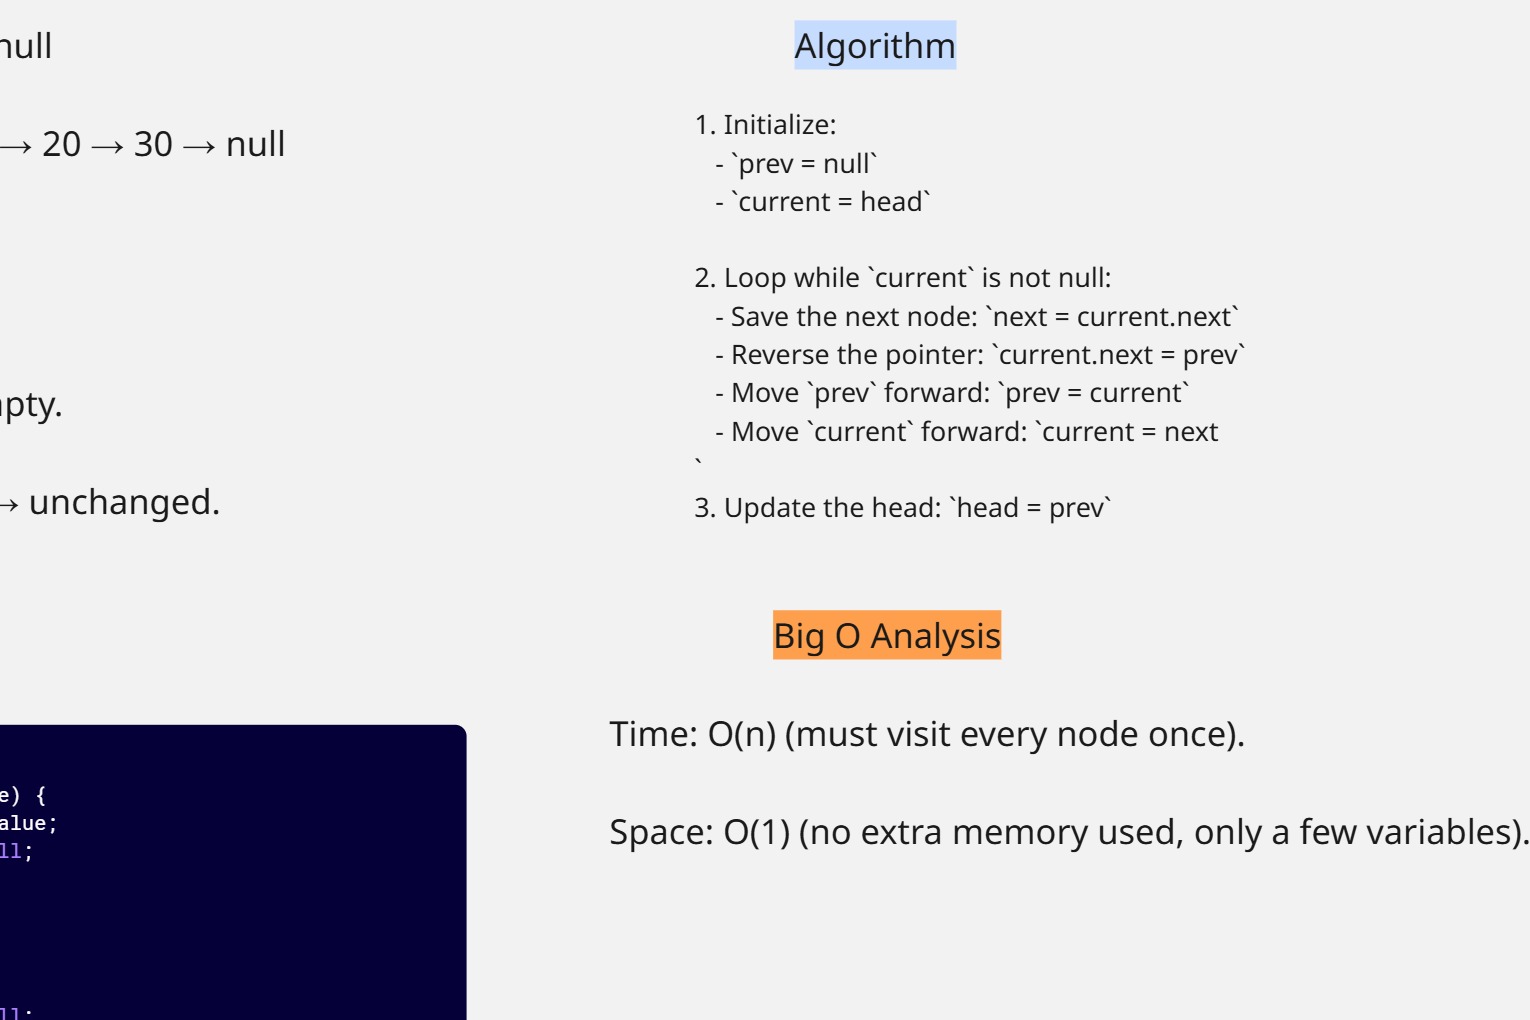 null
→ 20 → 30 → null
pty.
→ unchanged.
e) {
alue;
ll;
ll;
Algorithm
1. Initialize:
- `prev = null`
- `current = head`
2. Loop while `current` is not null:
- Save the next node: `next = current.next`
- Reverse the pointer: `current.next = prev`
- Move `prev` forward: `prev = current`
- Move `current` forward: `current = next
`
3. Update the head: `head = prev`
Big O Analysis
Time: O(n) (must visit every node once).
Space: O(1) (no extra memory used, only a few variables).